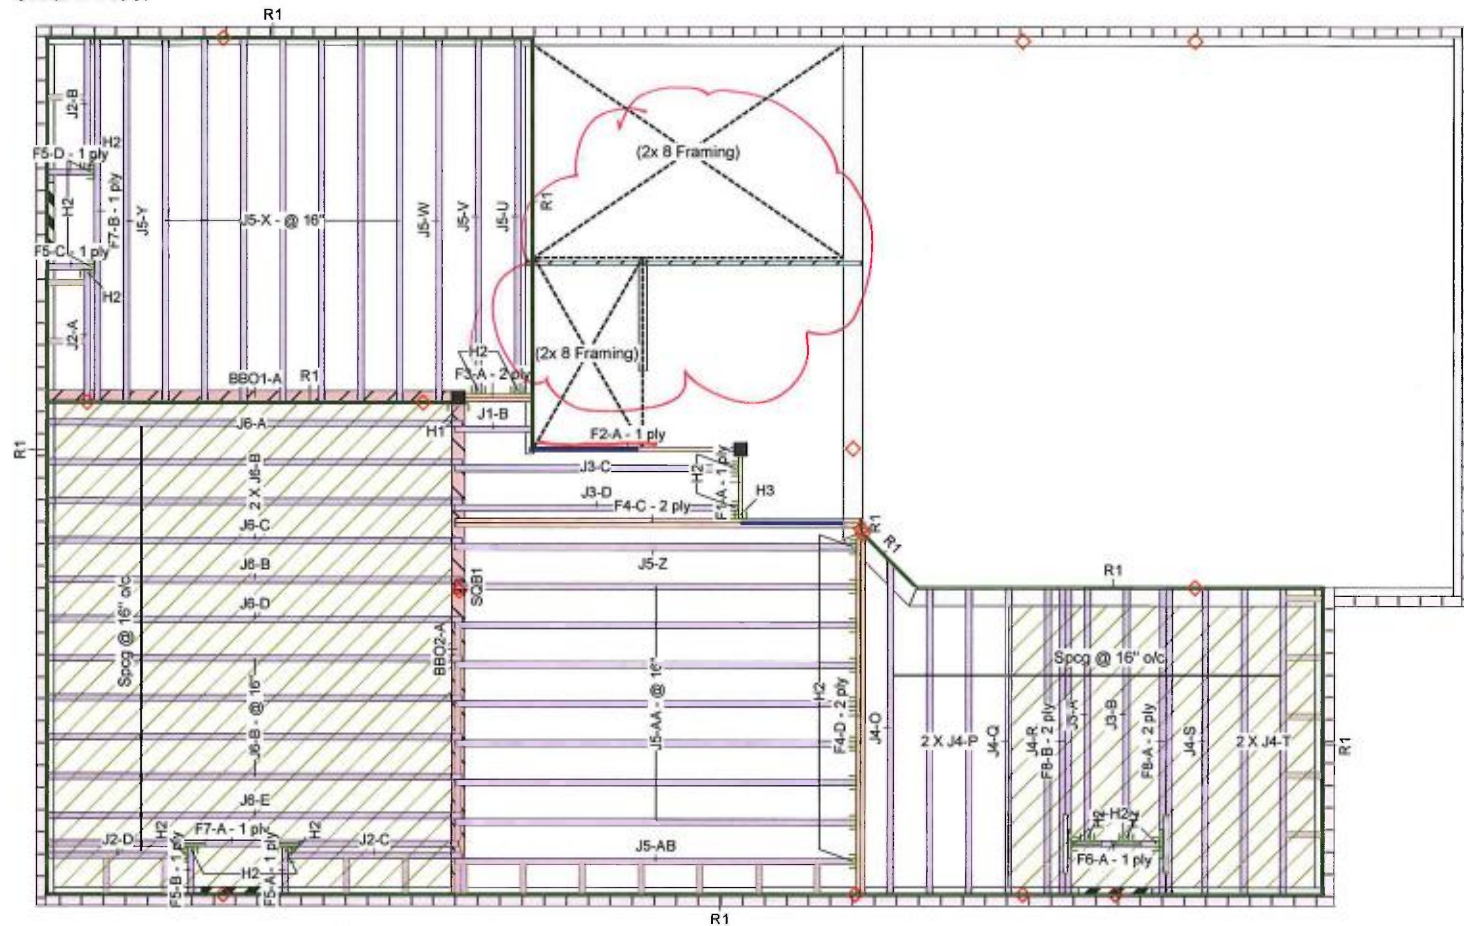 R1
J2-B
H2
F5-D - 1 ply
H2
F7-B - 1 ply
J5-Y
J5-X - @ 16"
J5-W
J5-V
J5-U
R1
(2x 8 Framing)
F5-C - 1 ply
H2
J2-A
BBO1-A
R1
H2
F3-A - 2 ply
(2x 8 Framing)
J1-B
H1
J6-A
F2-A - 1 ply
R1
2 X J6-B
J3-C
H2
F1-A - 1 ply
H3
J3-D
F4-C - 2 ply
J6-C
R1
R1
J6-B
J5-Z
SQB1
R1
J6-D
Spcg @ 16" o/c
BBO2-A
J6-B - @ 16"
J5-AA - @ 16"
H2
F4-D - 2 ply
J4-O
Spcg @ 16" o/c
2 X J4-P
J4-Q
J4-R
F8-B - 2 ply
J3-A
J3-B
F8-A - 2 ply
J4-S
2 X J4-T
R1
J6-E
J2-D
H2
F7-A - 1 ply
H2
J2-C
J5-AB
H2
H2
H2
F6-A - 1 ply
F5-B - 1 ply
H2
F5-A - 1 ply
R1